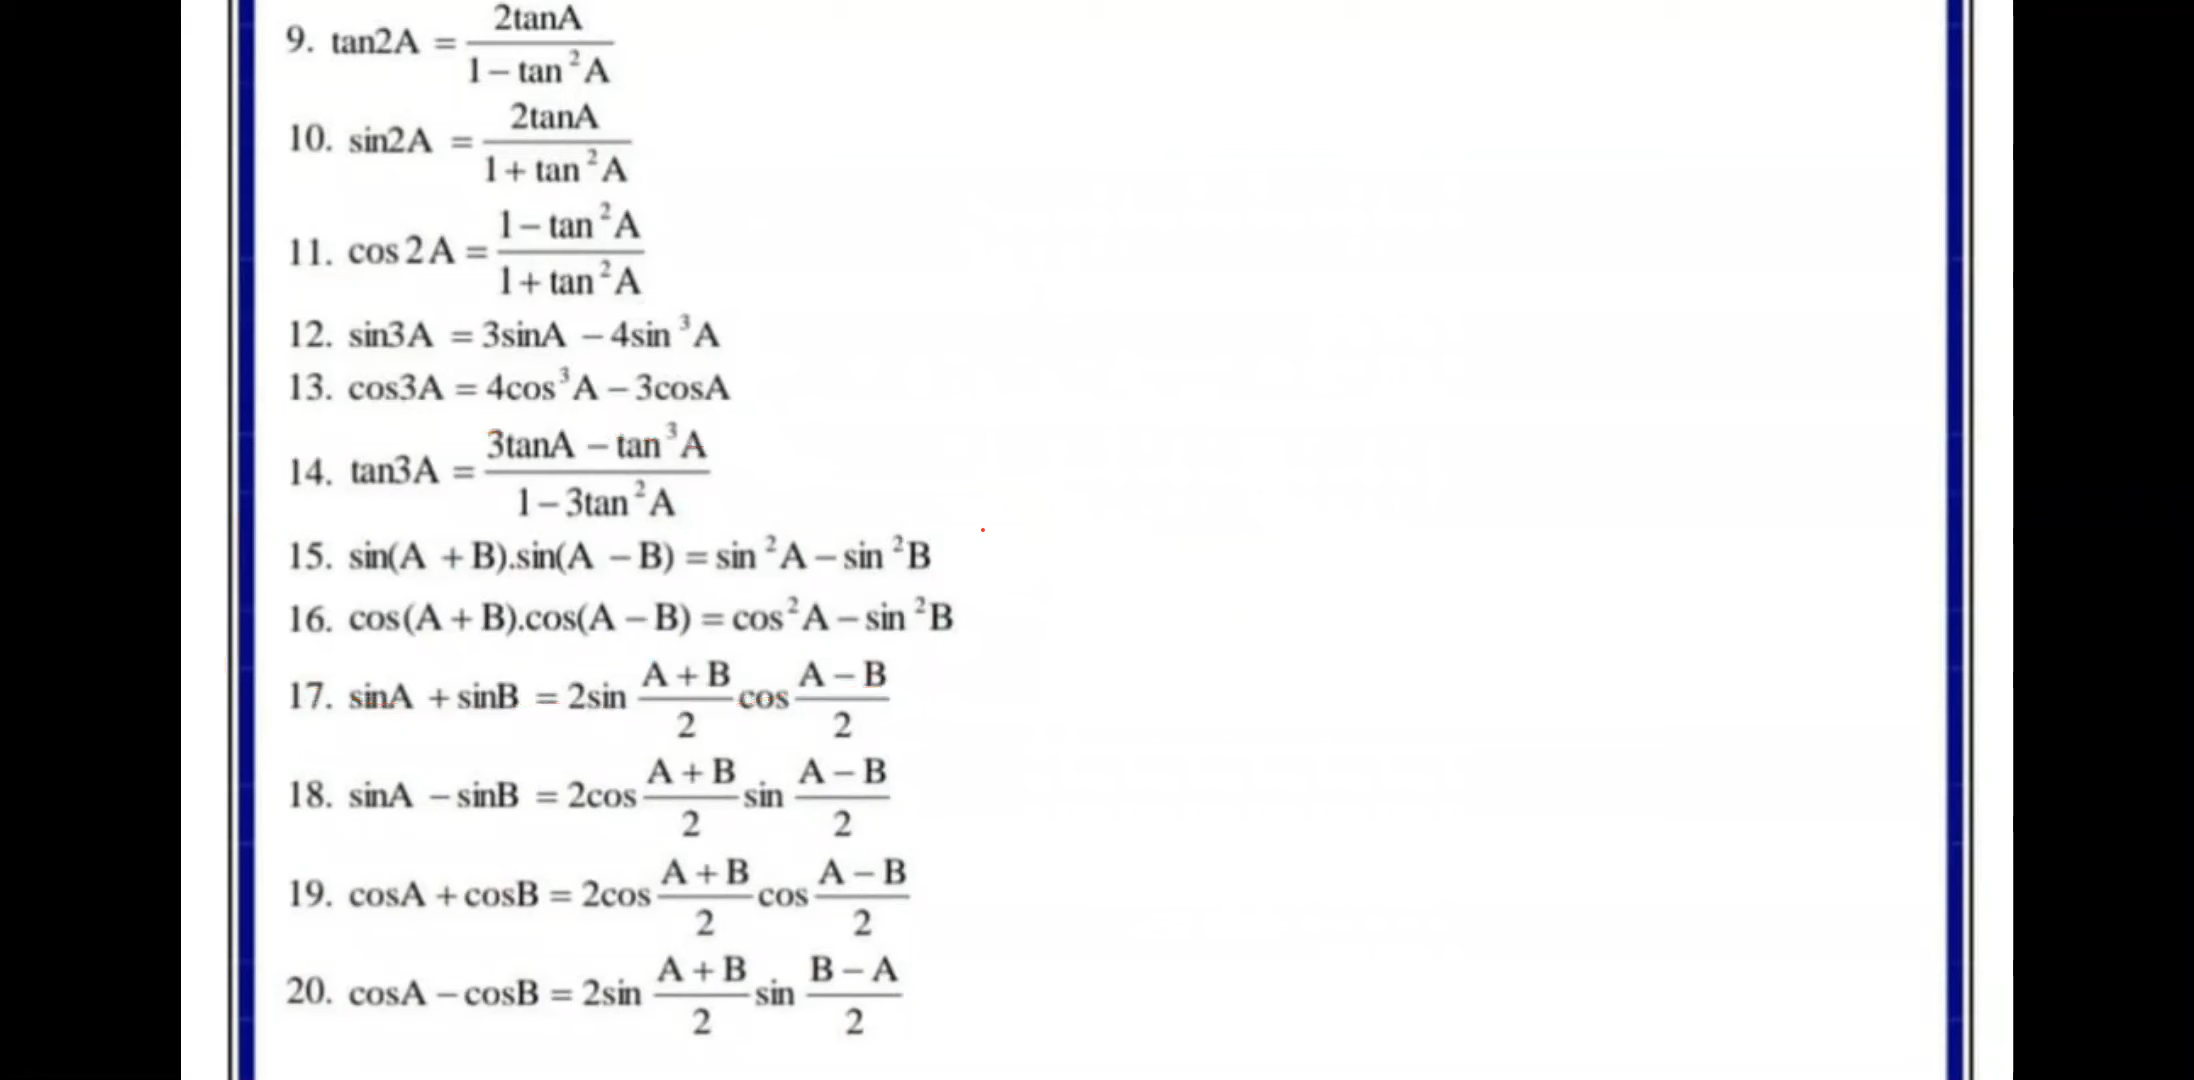 9. tan2A = 2tanA / 1 − tan²A
10. sin2A = 2tanA / 1 + tan²A
11. cos2A = 1 − tan²A / 1 + tan²A
12. sin3A = 3sinA − 4sin³A
13. cos3A = 4cos³A − 3cosA
14. tan3A = 3tanA − tan³A / 1 − 3tan²A
15. sin(A + B).sin(A − B) = sin²A − sin²B
16. cos(A + B).cos(A − B) = cos²A − sin²B
17. sinA + sinB = 2sin A + B / 2 cos A − B / 2
18. sinA − sinB = 2cos A + B / 2 sin A − B / 2
19. cosA + cosB = 2cos A + B / 2 cos A − B / 2
20. cosA − cosB = 2sin A + B / 2 sin B − A / 2